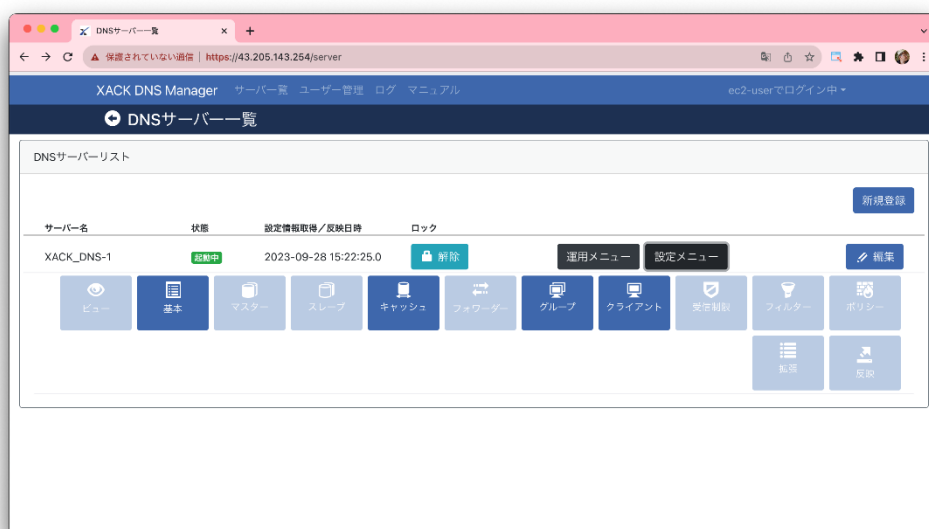 DNSサーバー一覧
保護されていない通信 | https://43.205.143.254/server
XACK DNS Manager サーバー一覧 ユーザー管理 ログ マニュアル ec2-userでログイン中
DNSサーバー一覧
DNSサーバーリスト
新規登録
サーバー名 状態 設定情報取得/反映日時 ロック
XACK_DNS-1 起動中 2023-09-28 15:22:25.0 解除 運用メニュー 設定メニュー 編集
ビュー 基本 マスター スレーブ キャッシュ フォワーダー グループ クライアント 受信制限 フィルター ポリシー
拡張 反映